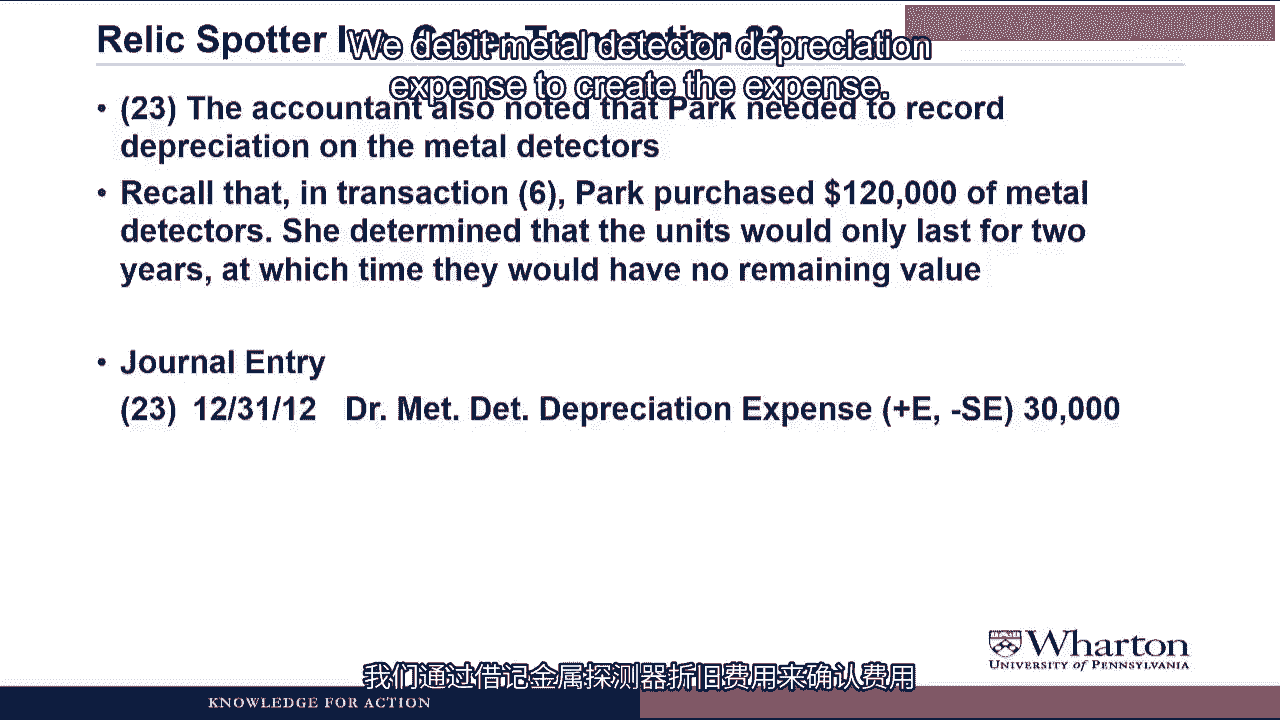 Relic Spotter Inc. Case: Transaction 23
We debit metal detector depreciation
expense to create the expense.
• (23) The accountant also noted that Park needed to record
depreciation on the metal detectors
• Recall that, in transaction (6), Park purchased $120,000 of metal
detectors. She determined that the units would only last for two
years, at which time they would have no remaining value
• Journal Entry
(23) 12/31/12 Dr. Met. Det. Depreciation Expense (+E, -SE) 30,000
Wharton
UNIVERSITY OF PENNSYLVANIA
我们通过借记金属探测器折旧费用来确认费用
KNOWLEDGE FOR ACTION